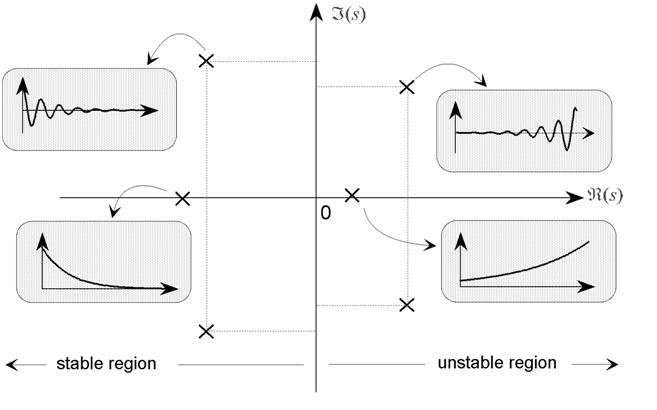 ℑ(s)
ℜ(s)
0
stable region
unstable region